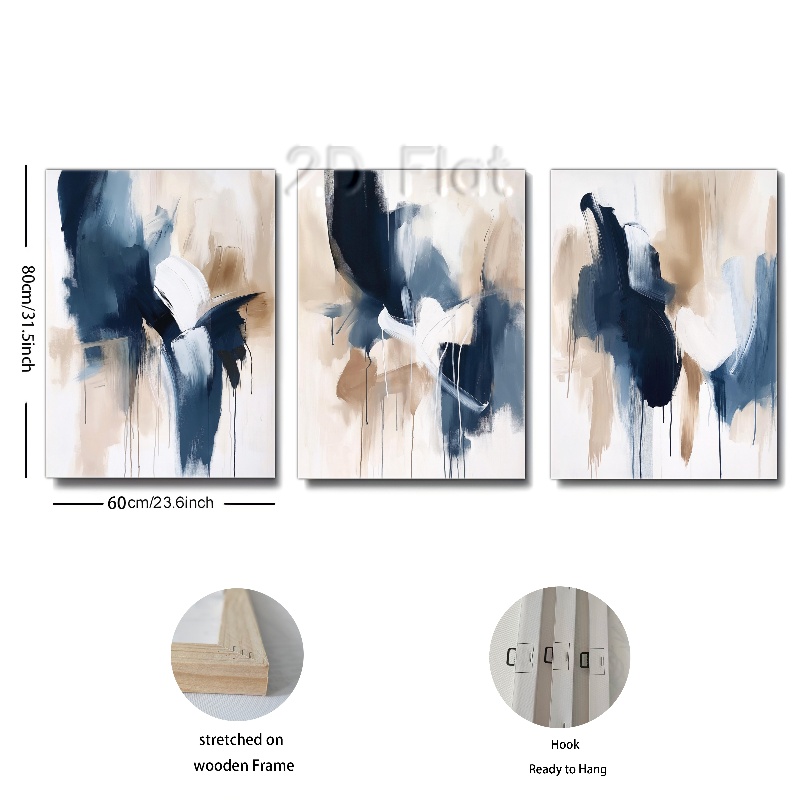 2D Flat
80cm/31.5inch
60cm/23.6inch
stretched on
wooden Frame
Hook
Ready to Hang